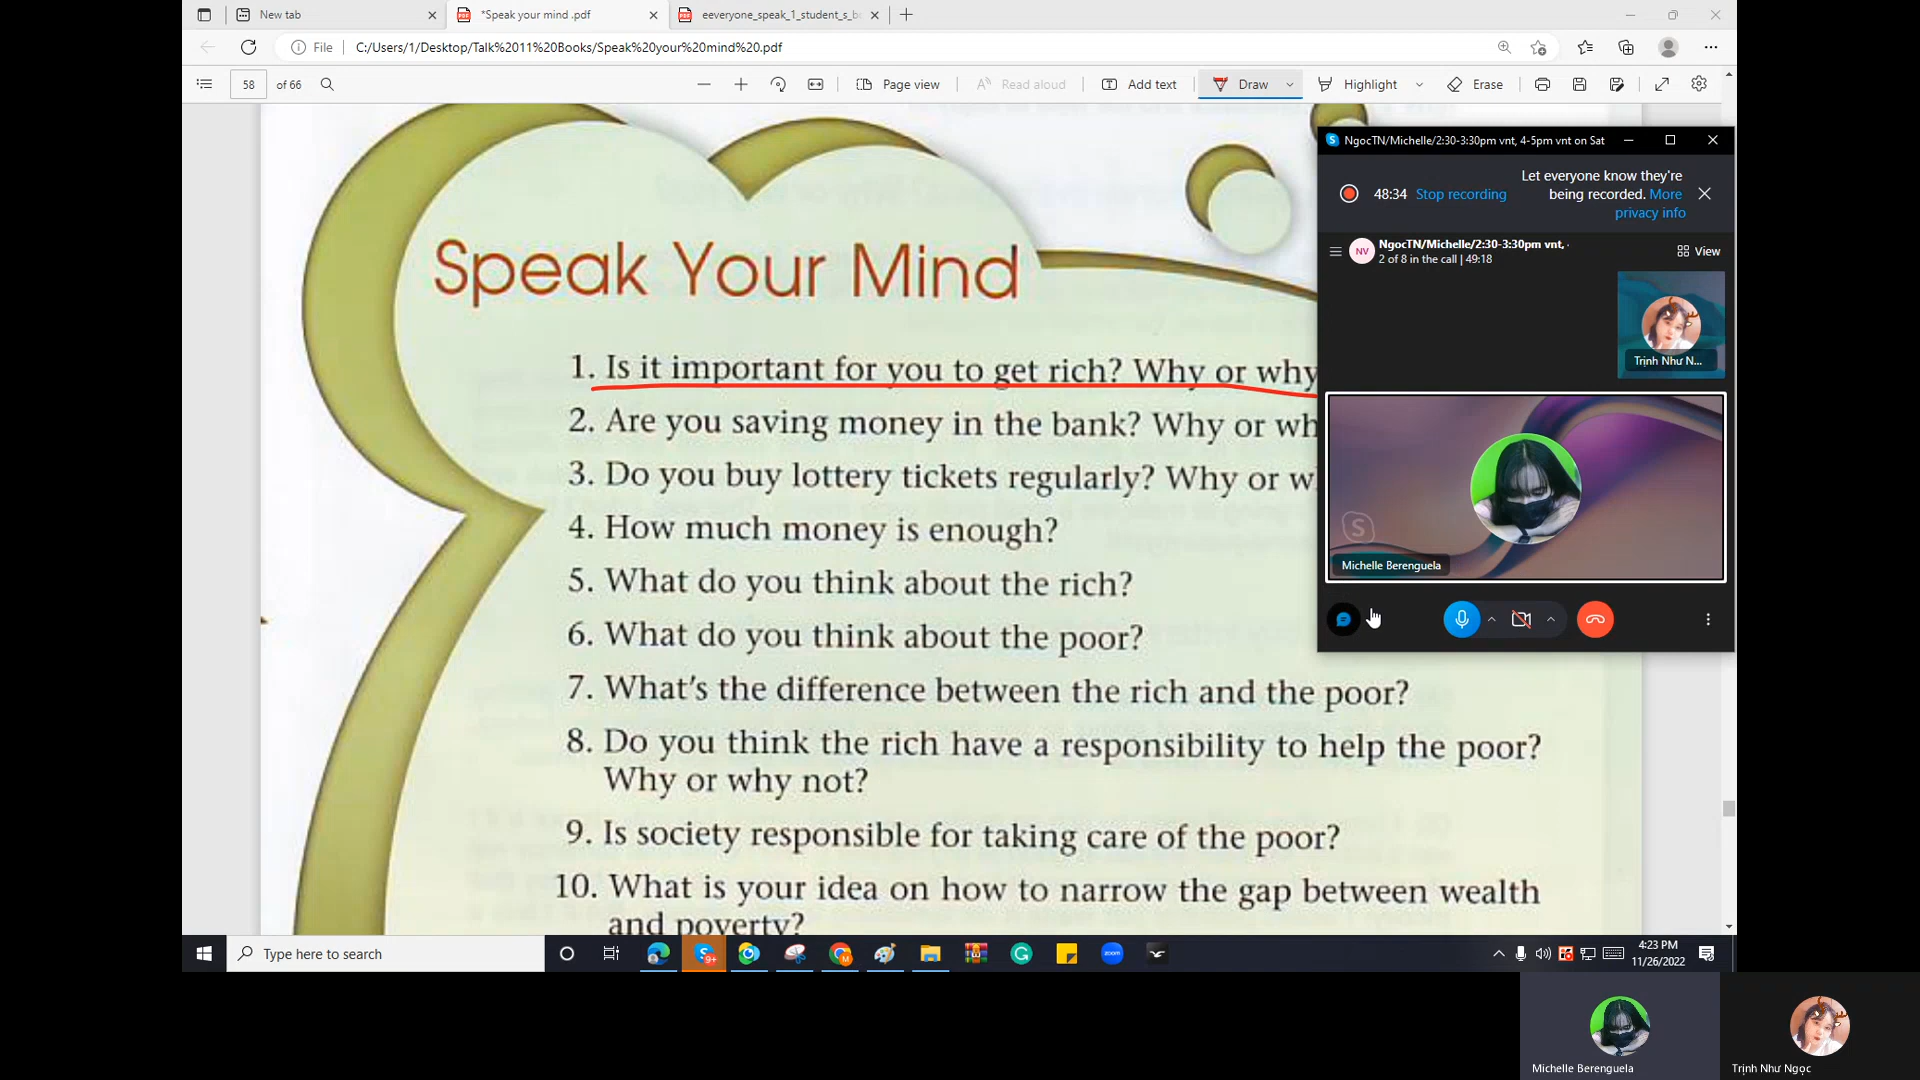 New tab
*Speak your mind .pdf
eeveryone_speak_1_student_s_b
File
C:/Users/1/Desktop/Talk%2011%20Books/Speak%20your%20mind%20.pdf
58
of 66
Page view
Read aloud
Add text
Draw
Highlight
Erase
Speak Your Mind
1. Is it important for you to get rich? Why or why
2. Are you saving money in the bank? Why or wh
3. Do you buy lottery tickets regularly? Why or w
4. How much money is enough?
5. What do you think about the rich?
6. What do you think about the poor?
7. What's the difference between the rich and the poor?
8. Do you think the rich have a responsibility to help the poor?
Why or why not?
9. Is society responsible for taking care of the poor?
10. What is your idea on how to narrow the gap between wealth
and poverty?
NgocTN/Michelle/2:30-3:30pm vnt, 4-5pm vnt on Sat
48:34
Stop recording
Let everyone know they're
being recorded. More
privacy info
NV
NgocTN/Michelle/2:30-3:30pm vnt,
2 of 8 in the call | 49:18
View
Trịnh Như N...
Michelle Berenguela
Type here to search
9+
zoom
4:23 PM
11/26/2022
Michelle Berenguela
Trịnh Như Ngọc